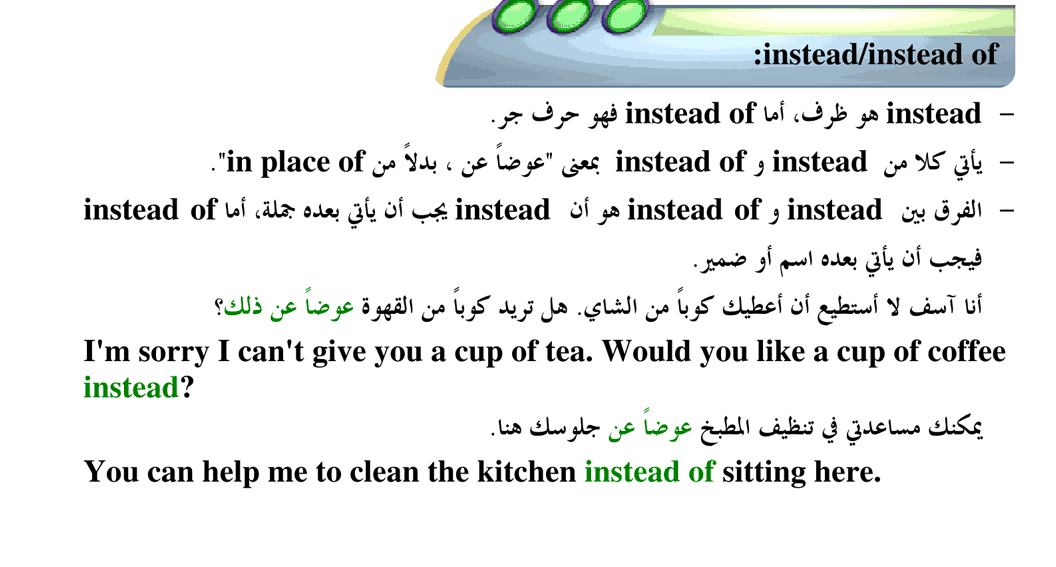 instead/instead of:
– instead هو ظرف، أما instead of فهو حرف جر.
– يأتي كلا من instead و instead of بمعنى "عوضاً عن ، بدلاً من in place of".
– الفرق بين instead و instead of هو أن instead يجب أن يأتي بعده جملة، أما instead of
فيجب أن يأتي بعده اسم أو ضمير.
أنا آسف لا أستطيع أن أعطيك كوباً من الشاي. هل تريد كوباً من القهوة عوضاً عن ذلك؟
I'm sorry I can't give you a cup of tea. Would you like a cup of coffee
instead?
يمكنك مساعدتي في تنظيف المطبخ عوضاً عن جلوسك هنا.
You can help me to clean the kitchen instead of sitting here.